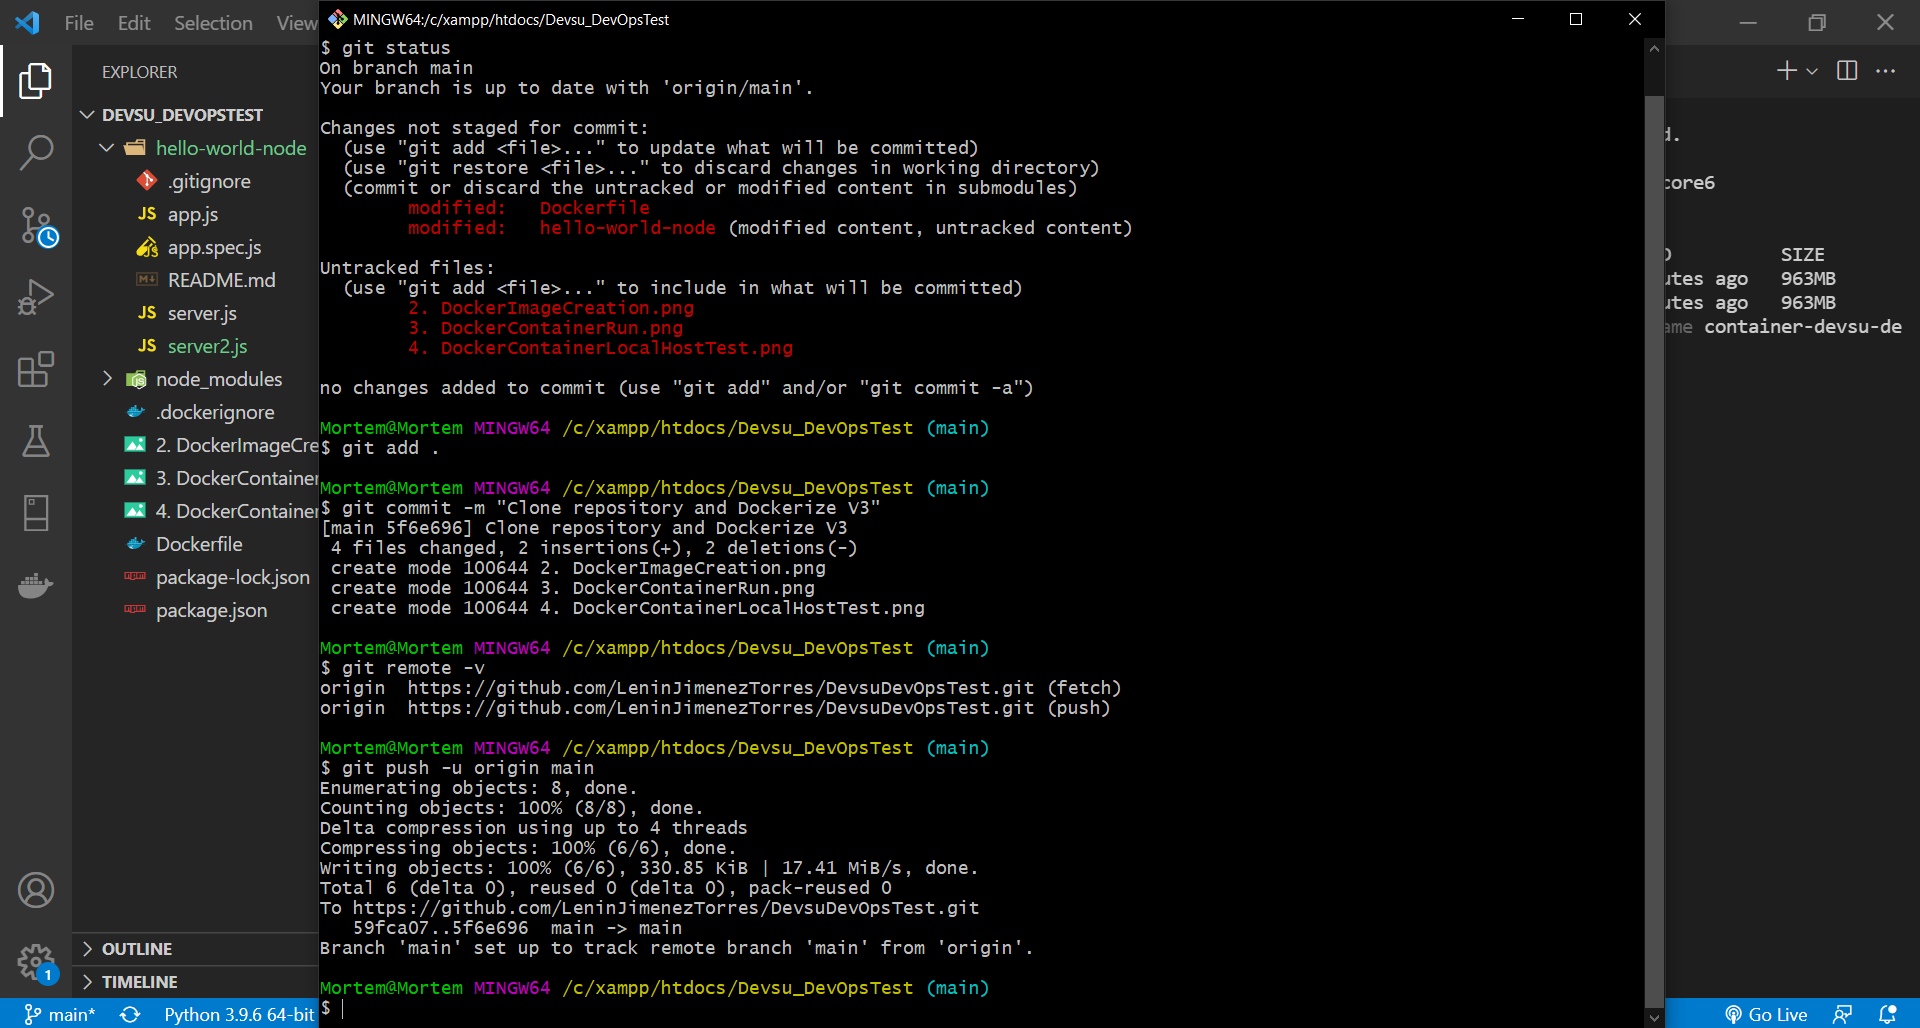 File Edit Selection View
MINGW64:/c/xampp/htdocs/Devsu_DevOpsTest
EXPLORER
DEVSU_DEVOPSTEST
hello-world-node
.gitignore
JS app.js
app.spec.js
README.md
JS server.js
JS server2.js
node_modules
.dockerignore
2. DockerImageCre
3. DockerContainer
4. DockerContainer
Dockerfile
package-lock.json
package.json
OUTLINE
TIMELINE
1
$ git status
On branch main
Your branch is up to date with 'origin/main'.
Changes not staged for commit:
(use "git add <file>..." to update what will be committed)
(use "git restore <file>..." to discard changes in working directory)
(commit or discard the untracked or modified content in submodules)
modified: Dockerfile
modified: hello-world-node (modified content, untracked content)
Untracked files:
(use "git add <file>..." to include in what will be committed)
2. DockerImageCreation.png
3. DockerContainerRun.png
4. DockerContainerLocalHostTest.png
no changes added to commit (use "git add" and/or "git commit -a")
Mortem@Mortem MINGW64 /c/xampp/htdocs/Devsu_DevOpsTest (main)
$ git add .
Mortem@Mortem MINGW64 /c/xampp/htdocs/Devsu_DevOpsTest (main)
$ git commit -m "Clone repository and Dockerize V3"
[main 5f6e696] Clone repository and Dockerize V3
4 files changed, 2 insertions(+), 2 deletions(-)
create mode 100644 2. DockerImageCreation.png
create mode 100644 3. DockerContainerRun.png
create mode 100644 4. DockerContainerLocalHostTest.png
Mortem@Mortem MINGW64 /c/xampp/htdocs/Devsu_DevOpsTest (main)
$ git remote -v
origin https://github.com/LeninJimenezTorres/DevsuDevOpsTest.git (fetch)
origin https://github.com/LeninJimenezTorres/DevsuDevOpsTest.git (push)
Mortem@Mortem MINGW64 /c/xampp/htdocs/Devsu_DevOpsTest (main)
$ git push -u origin main
Enumerating objects: 8, done.
Counting objects: 100% (8/8), done.
Delta compression using up to 4 threads
Compressing objects: 100% (6/6), done.
Writing objects: 100% (6/6), 330.85 KiB | 17.41 MiB/s, done.
Total 6 (delta 0), reused 0 (delta 0), pack-reused 0
To https://github.com/LeninJimenezTorres/DevsuDevOpsTest.git
59fca07..5f6e696 main -> main
Branch 'main' set up to track remote branch 'main' from 'origin'.
Mortem@Mortem MINGW64 /c/xampp/htdocs/Devsu_DevOpsTest (main)
$
d.
core6
SIZE
utes ago 963MB
utes ago 963MB
ame container-devsu-de
main* Python 3.9.6 64-bit Go Live